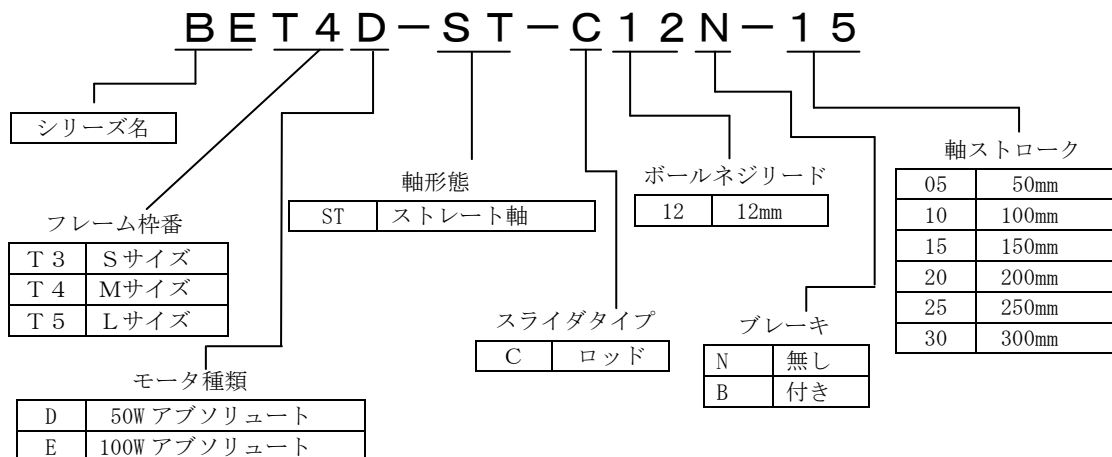 ＢＥＴ４Ｄ－ＳＴ－Ｃ１２Ｎ－１５
シリーズ名
フレーム枠番
Ｔ３ Ｓサイズ
Ｔ４ Ｍサイズ
Ｔ５ Ｌサイズ
モータ種類
D 50W アブソリュート
E 100W アブソリュート
軸形態
ST ストレート軸
スライダタイプ
C ロッド
ボールネジリード
12 12mm
ブレーキ
N 無し
B 付き
軸ストローク
05 50mm
10 100mm
15 150mm
20 200mm
25 250mm
30 300mm